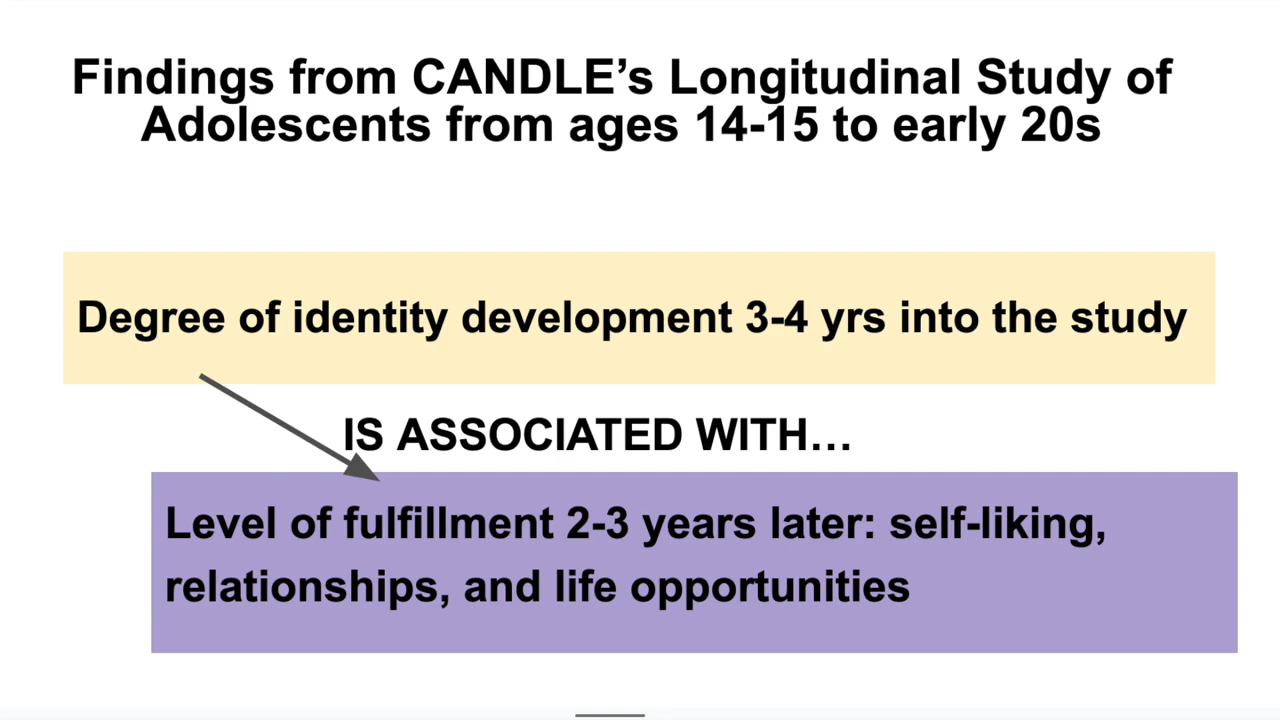 Findings from CANDLE’s Longitudinal Study of
Adolescents from ages 14-15 to early 20s
Degree of identity development 3-4 yrs into the study
IS ASSOCIATED WITH…
Level of fulfillment 2-3 years later: self-liking,
relationships, and life opportunities